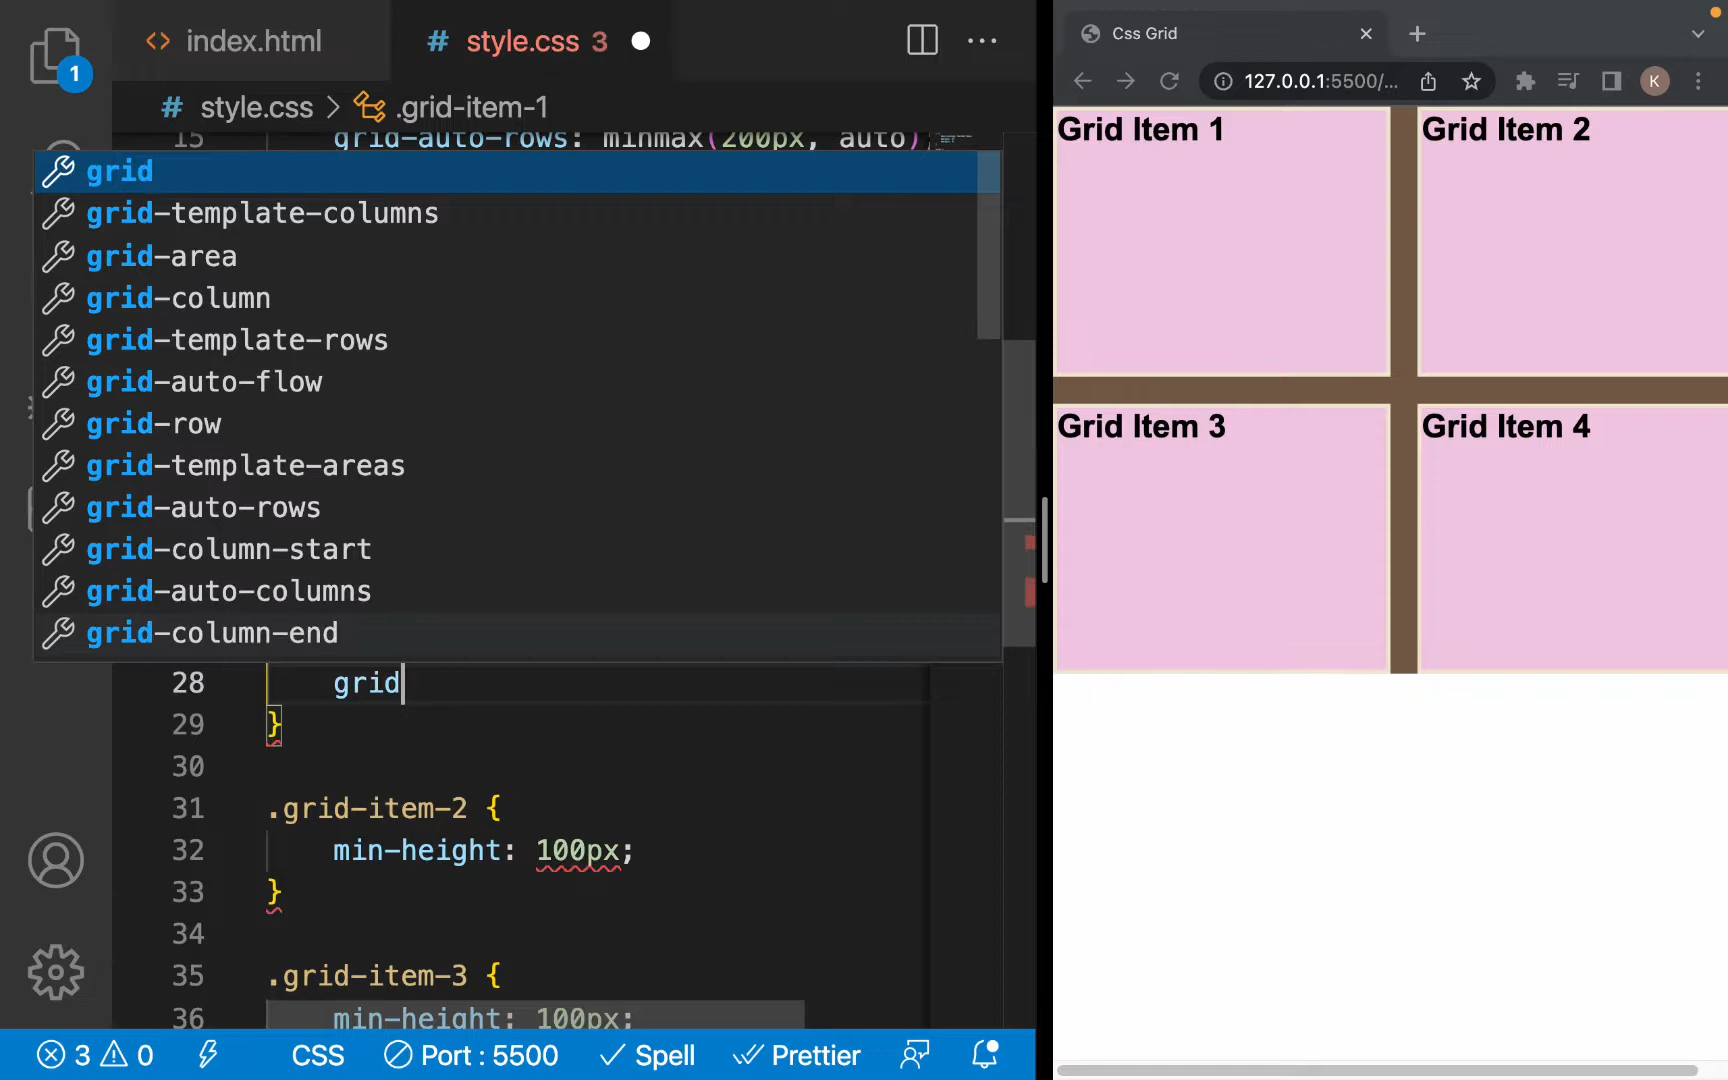 index.html
style.css 3
1
style.css > .grid-item-1
15 grid-auto-rows: minmax(200px, auto);
grid
grid-template-columns
grid-area
grid-column
grid-template-rows
grid-auto-flow
grid-row
grid-template-areas
grid-auto-rows
grid-column-start
grid-auto-columns
grid-column-end
28 grid
29 }
30
31 .grid-item-2 {
32 min-height: 100px;
33 }
34
35 .grid-item-3 {
36 min-height: 100px;
3 0 CSS Port : 5500 Spell Prettier
Css Grid
127.0.0.1:5500/...
K
Grid Item 1
Grid Item 2
Grid Item 3
Grid Item 4